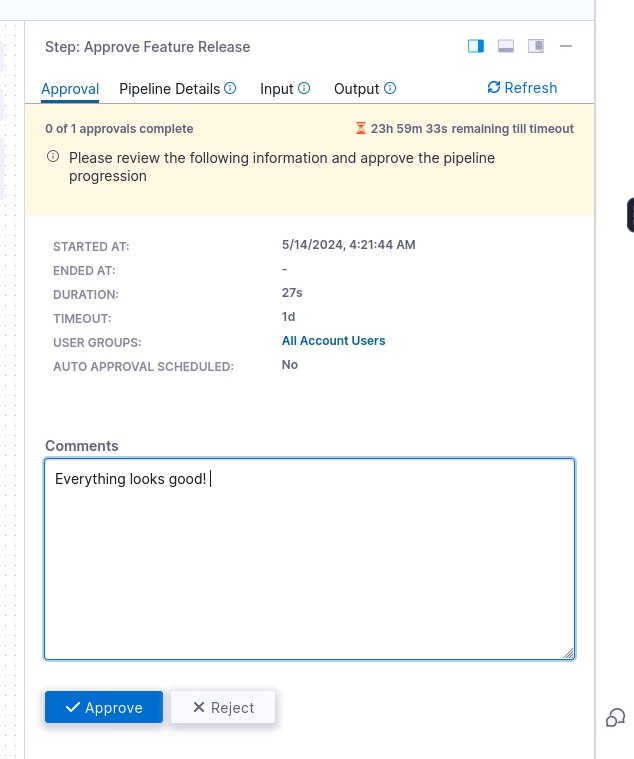 Step: Approve Feature Release
Approval Pipeline Details Input Output Refresh
0 of 1 approvals complete 23h 59m 33s remaining till timeout
Please review the following information and approve the pipeline
progression
STARTED AT: 5/14/2024, 4:21:44 AM
ENDED AT: -
DURATION: 27s
TIMEOUT: 1d
USER GROUPS: All Account Users
AUTO APPROVAL SCHEDULED: No
Comments
Everything looks good!
Approve Reject